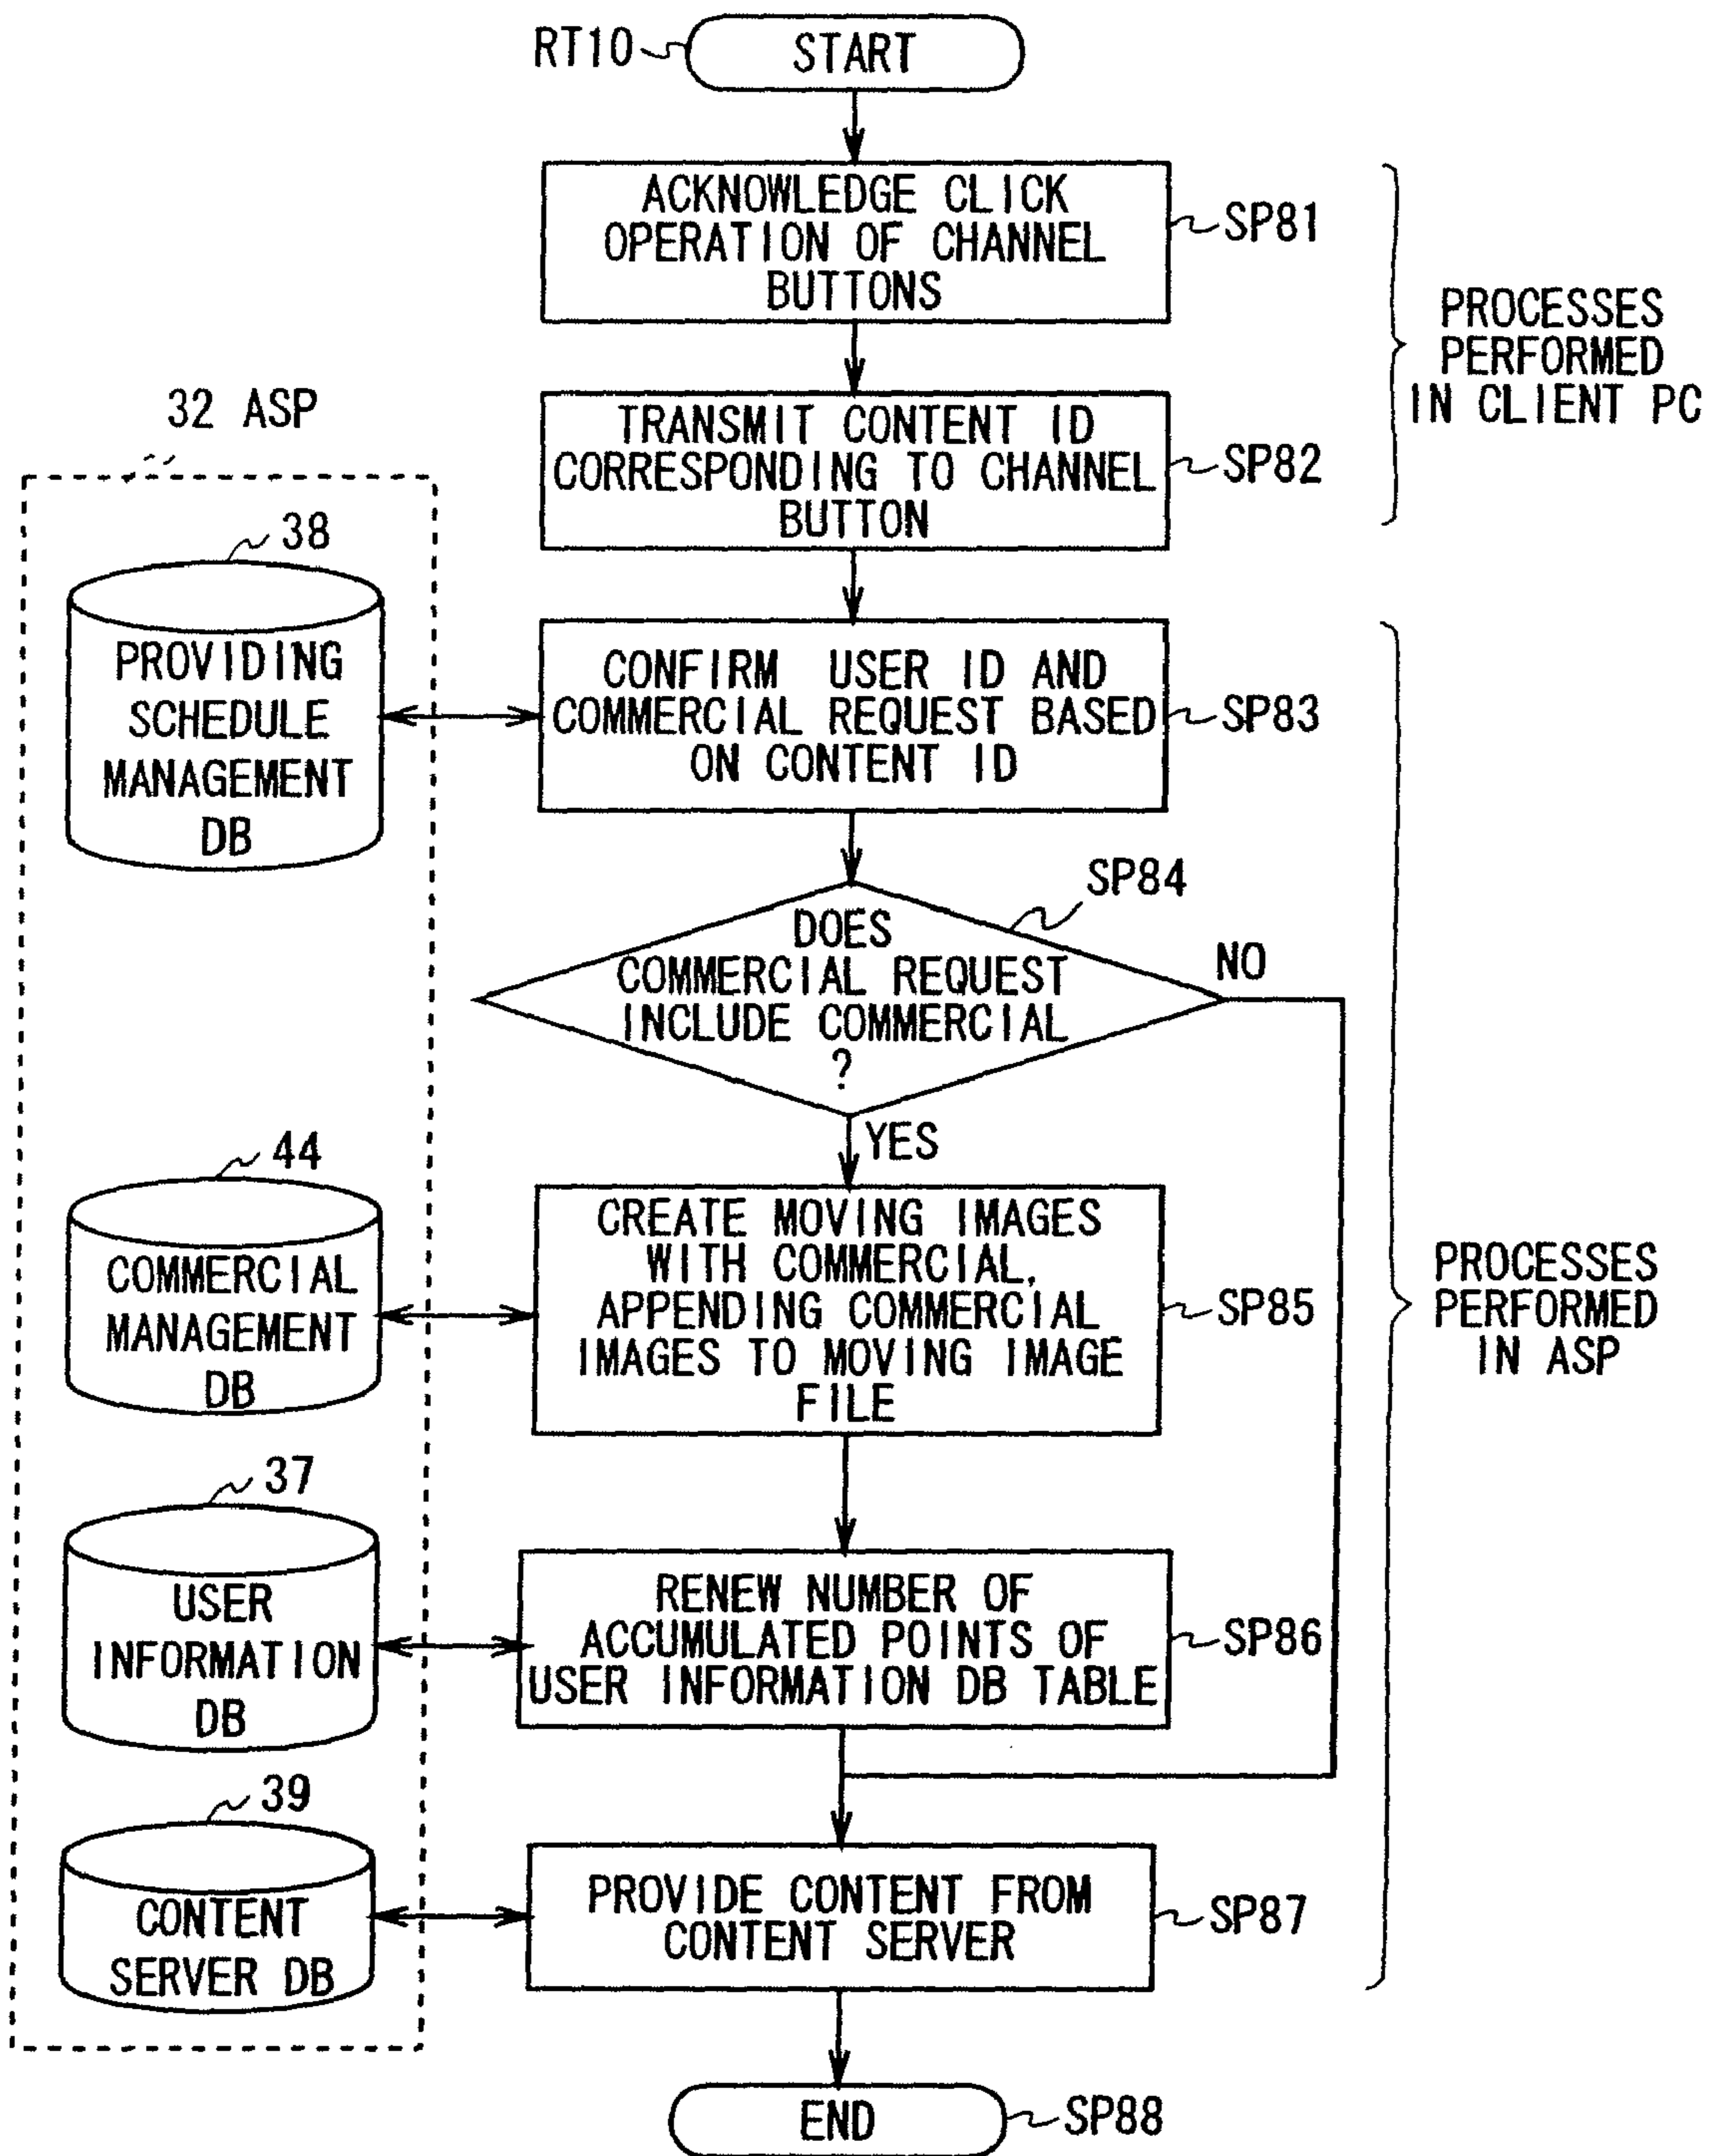 RT10
START
ACKNOWLEDGE CLICK
OPERATION OF CHANNEL
BUTTONS
SP81
PROCESSES
PERFORMED
IN CLIENT PC
TRANSMIT CONTENT ID
CORRESPONDING TO CHANNEL
BUTTON
SP82
32 ASP
38
PROVIDING
SCHEDULE
MANAGEMENT
DB
CONFIRM USER ID AND
COMMERCIAL REQUEST BASED
ON CONTENT ID
SP83
SP84
DOES
COMMERCIAL REQUEST
INCLUDE COMMERCIAL
?
NO
YES
44
COMMERCIAL
MANAGEMENT
DB
CREATE MOVING IMAGES
WITH COMMERCIAL,
APPENDING COMMERCIAL
IMAGES TO MOVING IMAGE
FILE
SP85
PROCESSES
PERFORMED
IN ASP
37
USER
INFORMATION
DB
RENEW NUMBER OF
ACCUMULATED POINTS OF
USER INFORMATION DB TABLE
SP86
39
CONTENT
SERVER DB
PROVIDE CONTENT FROM
CONTENT SERVER
SP87
END
SP88